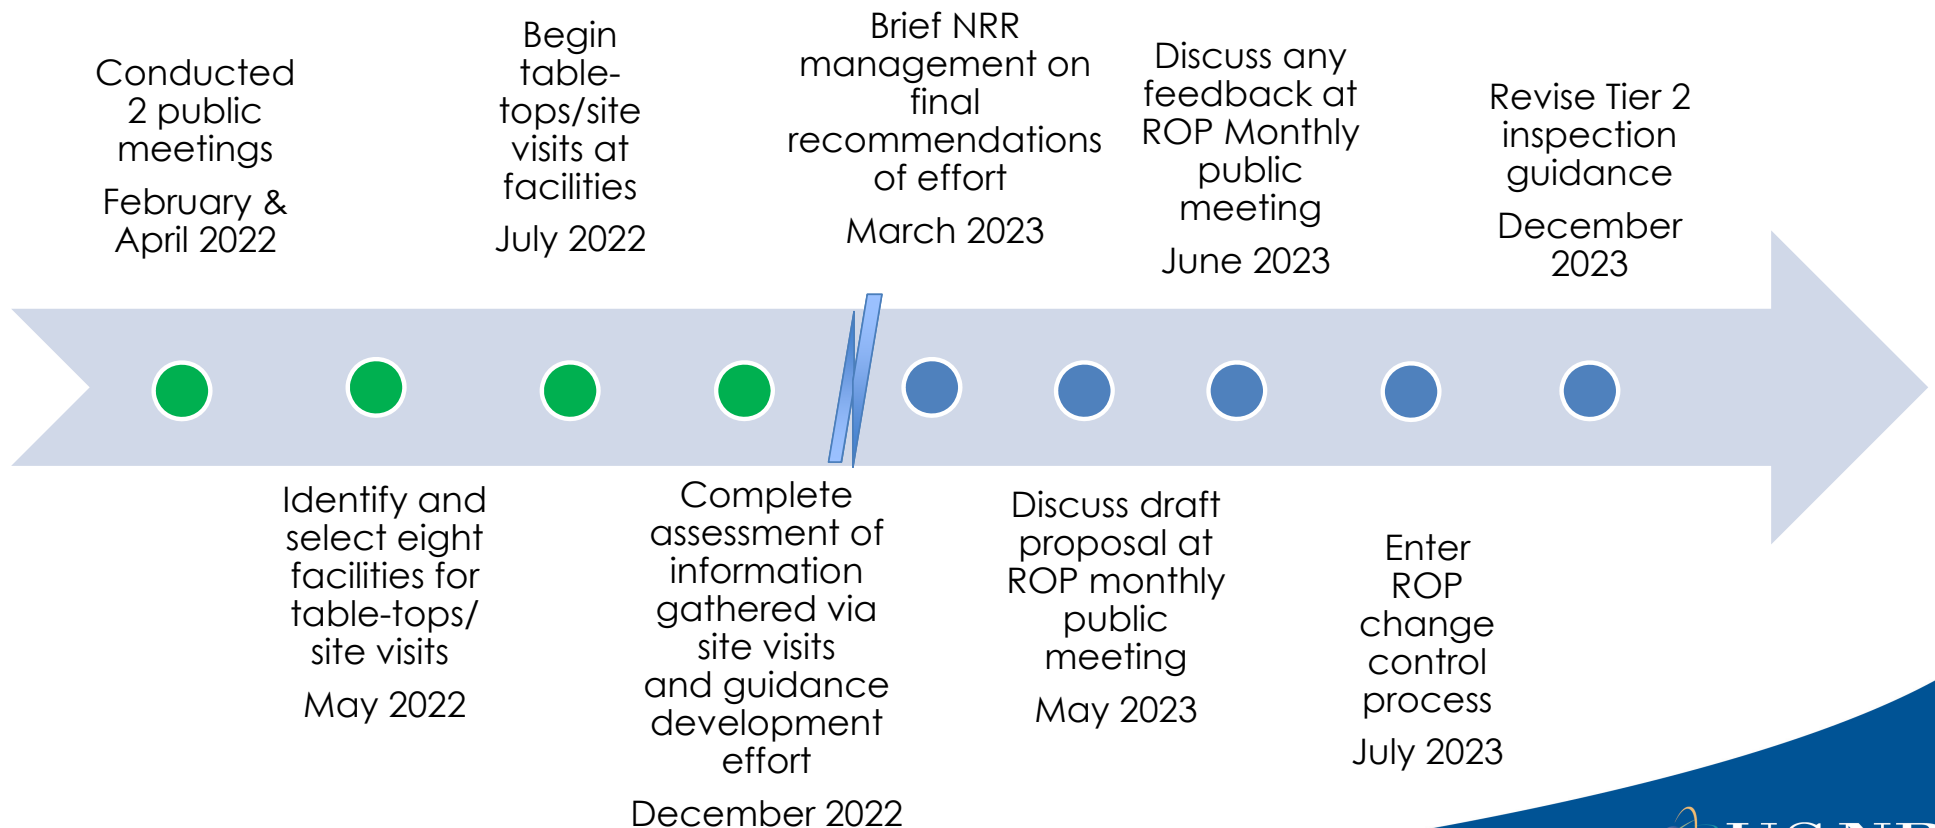 Conducted
2 public
meetings
February &
April 2022
Identify and
select eight
facilities for
table-tops/
site visits
May 2022
Begin
table-
tops/site
visits at
facilities
July 2022
Complete
assessment of
information
gathered via
site visits
and guidance
development
effort
December 2022
Brief NRR
management on
final
recommendations
of effort
March 2023
Discuss draft
proposal at
ROP monthly
public
meeting
May 2023
Discuss any
feedback at
ROP Monthly
public
meeting
June 2023
Enter
ROP
change
control
process
July 2023
Revise Tier 2
inspection
guidance
December
2023